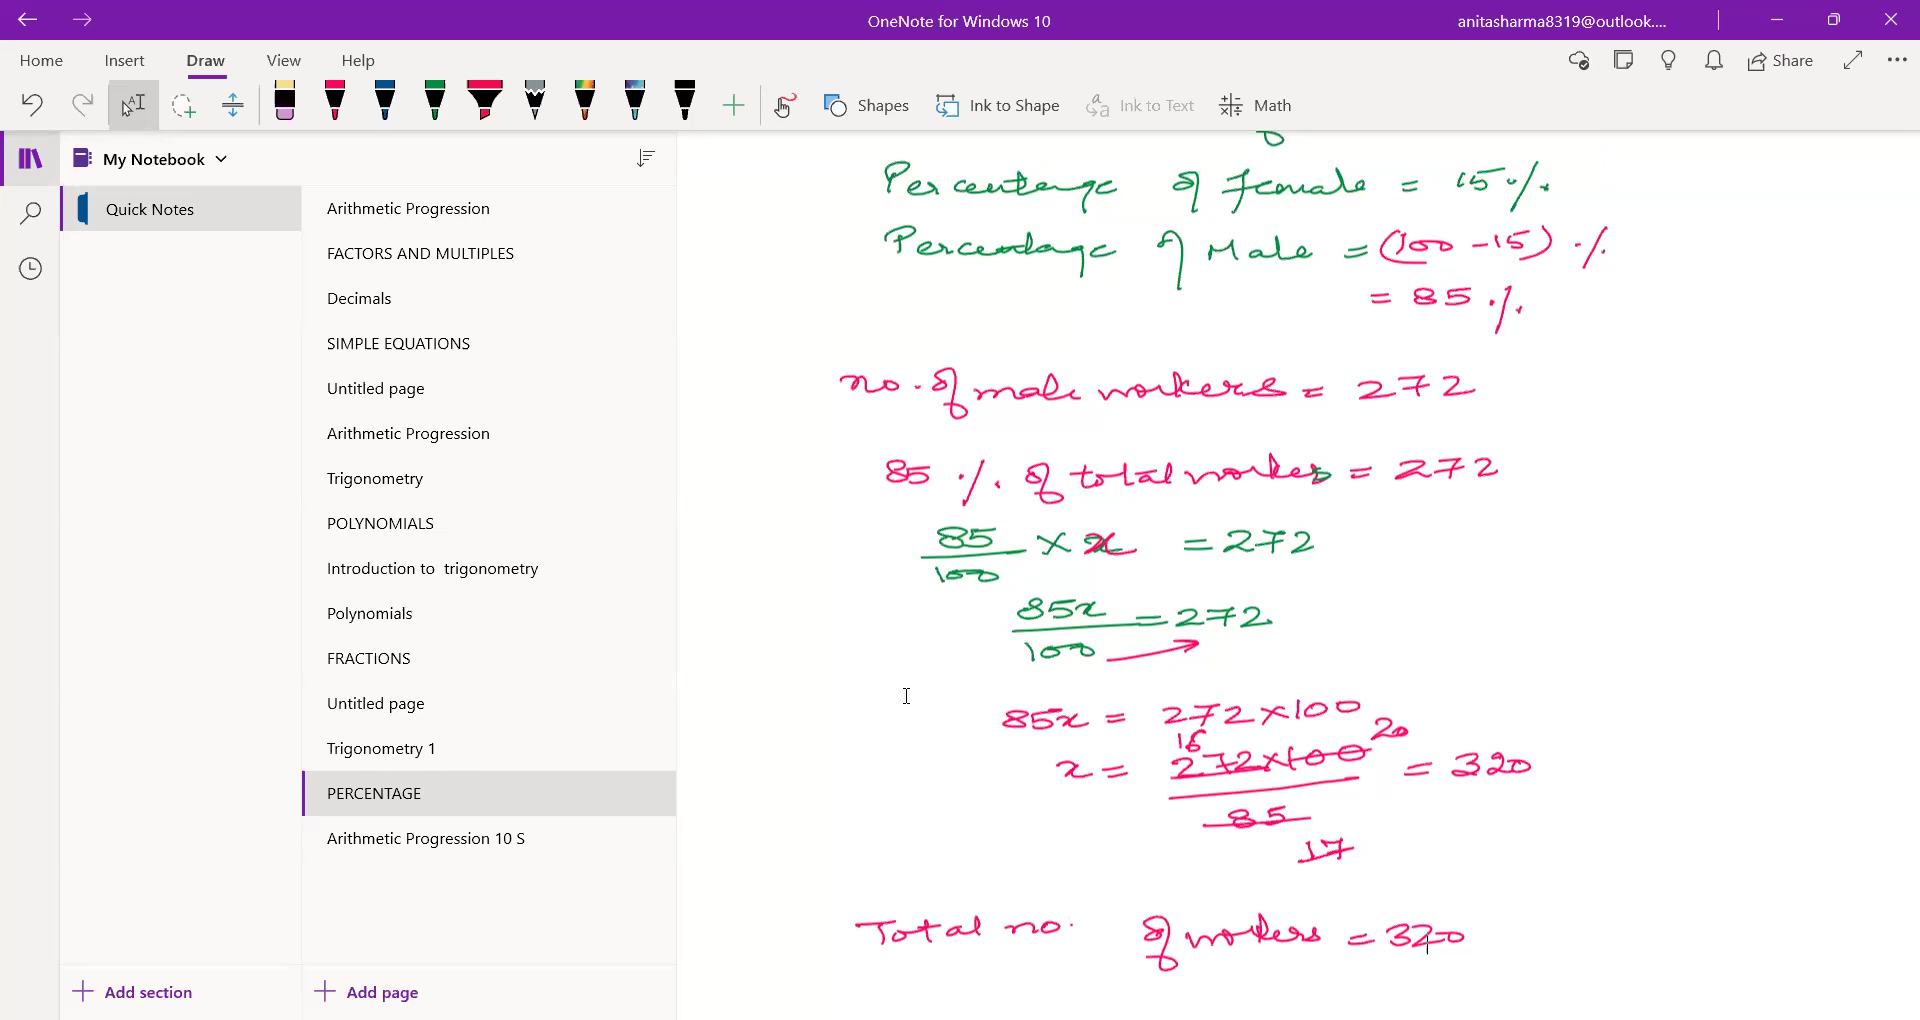 OneNote for Windows 10
anitasharma8319@outlook....
Home Insert Draw View Help
Share
Shapes Ink to Shape Ink to Text Math
My Notebook
Quick Notes
Arithmetic Progression
FACTORS AND MULTIPLES
Decimals
SIMPLE EQUATIONS
Untitled page
Arithmetic Progression
Trigonometry
POLYNOMIALS
Introduction to trigonometry
Polynomials
FRACTIONS
Untitled page
Trigonometry 1
PERCENTAGE
Arithmetic Progression 10 S
Add section
Add page
Percentage of female = 15%
Percentage of Male = (100 - 15) %
= 85 %
no. of male workers = 272
85 % of total workers = 272
85/100 × x = 272
85x/100 = 272
85x = 272×100
x = 272×100/85 = 320
16 20
17
Total no. of workers = 320